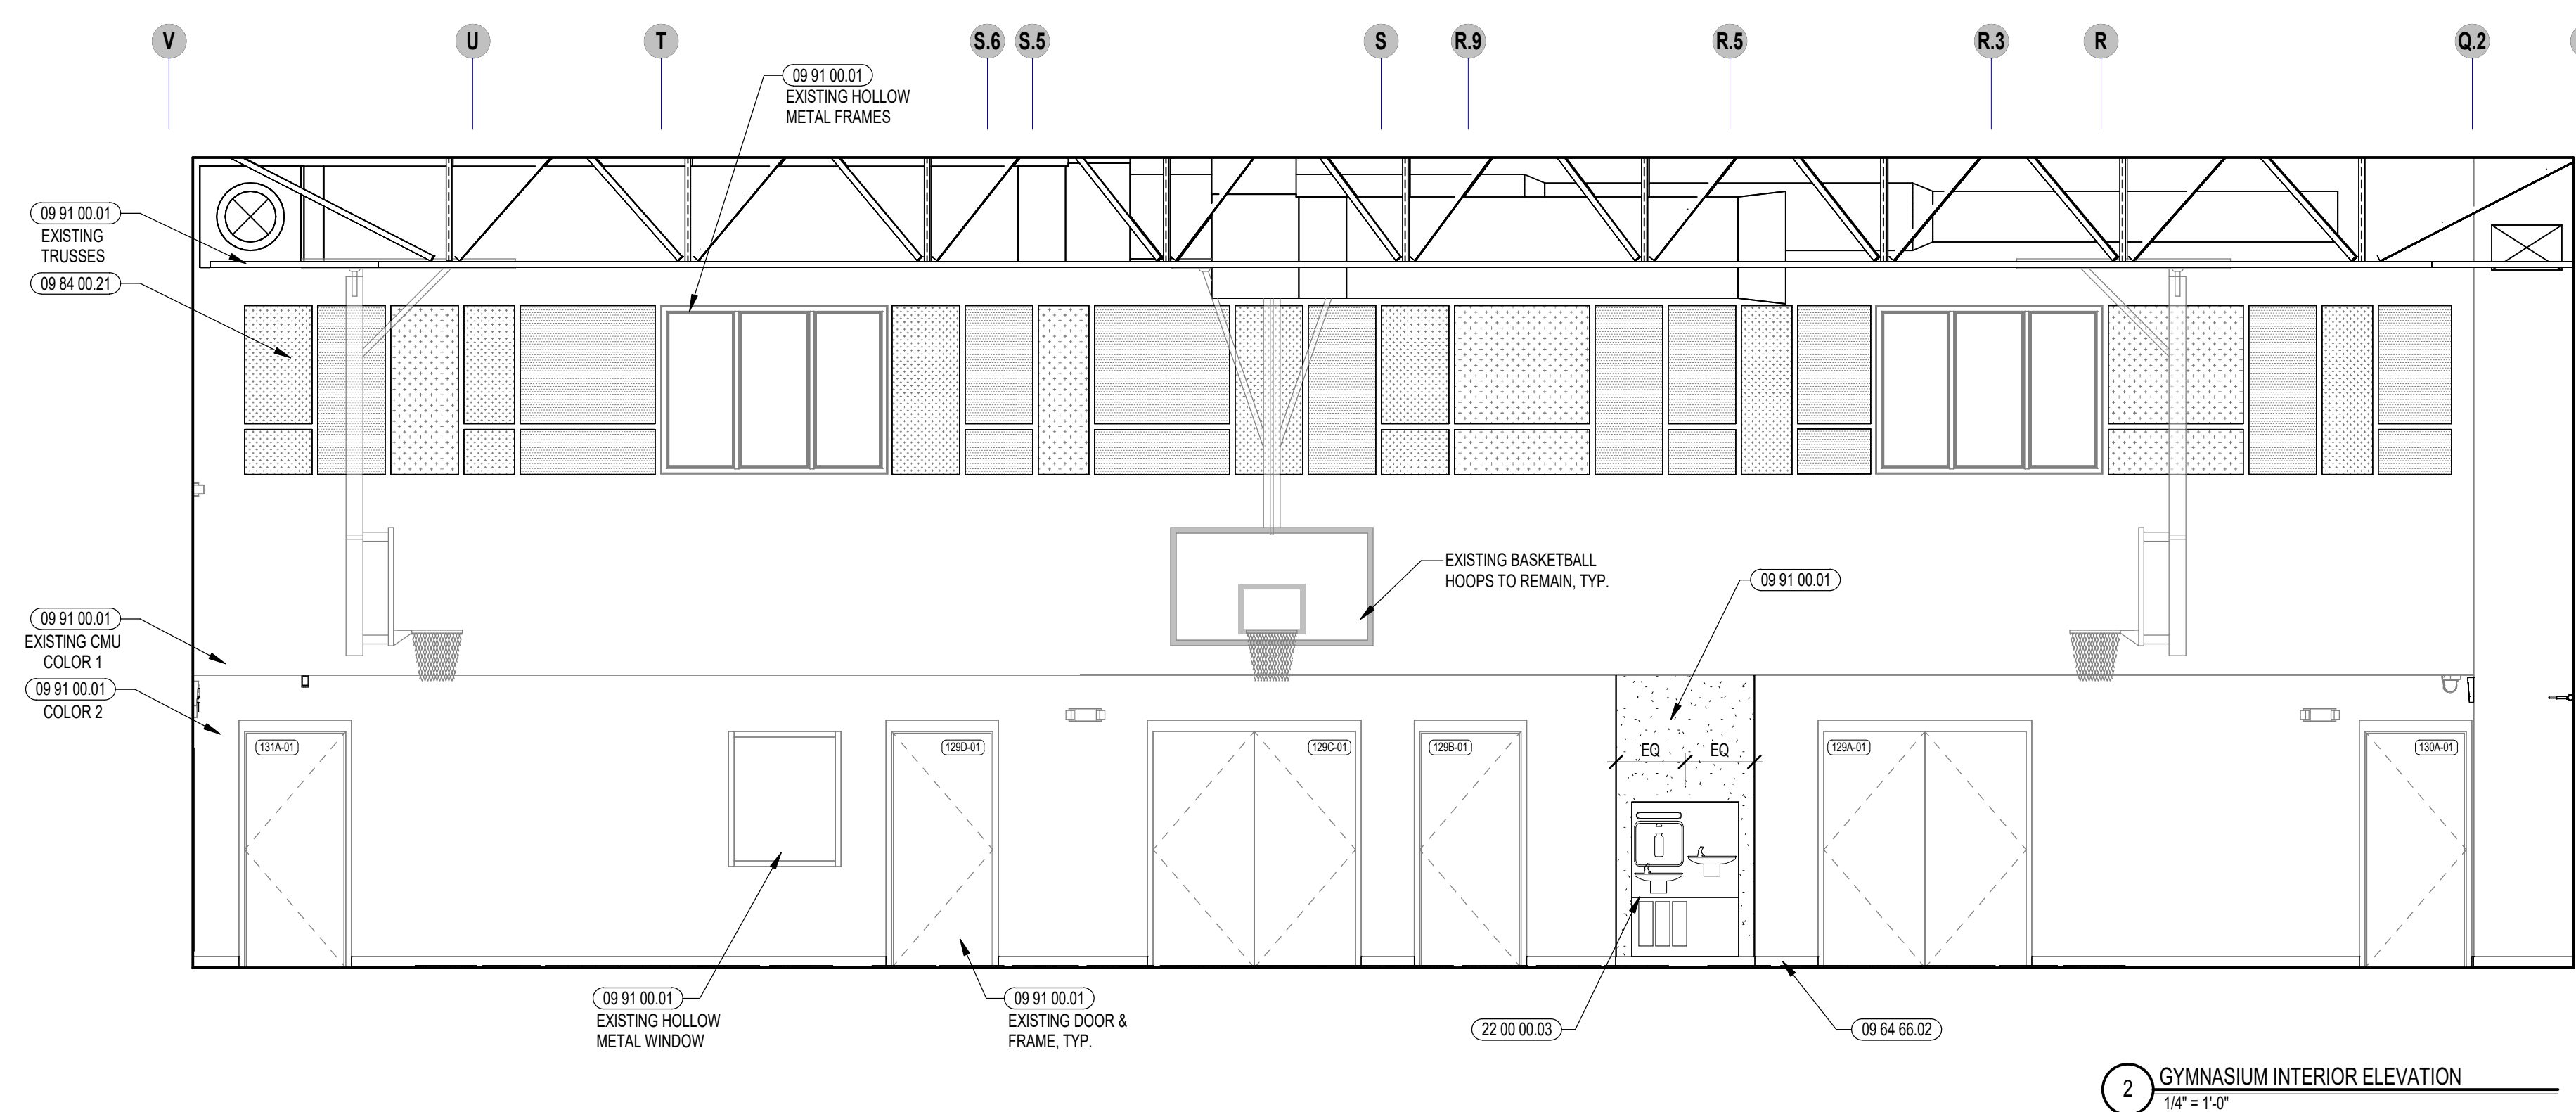 V U T S.6 S.5 S R.9 R.5 R.3 R Q.2
09 91 00.01
EXISTING HOLLOW
METAL FRAMES
09 91 00.01
EXISTING
TRUSSES
09 84 00.21
EXISTING BASKETBALL
HOOPS TO REMAIN, TYP.
09 91 00.01
09 91 00.01
EXISTING CMU
COLOR 1
09 91 00.01
COLOR 2
131A-01
129D-01
129C-01
129B-01
EQ EQ
129A-01
130A-01
09 91 00.01
EXISTING HOLLOW
METAL WINDOW
09 91 00.01
EXISTING DOOR &
FRAME, TYP.
22 00 00.03
09 64 66.02
2 GYMNASIUM INTERIOR ELEVATION
1/4" = 1'-0"